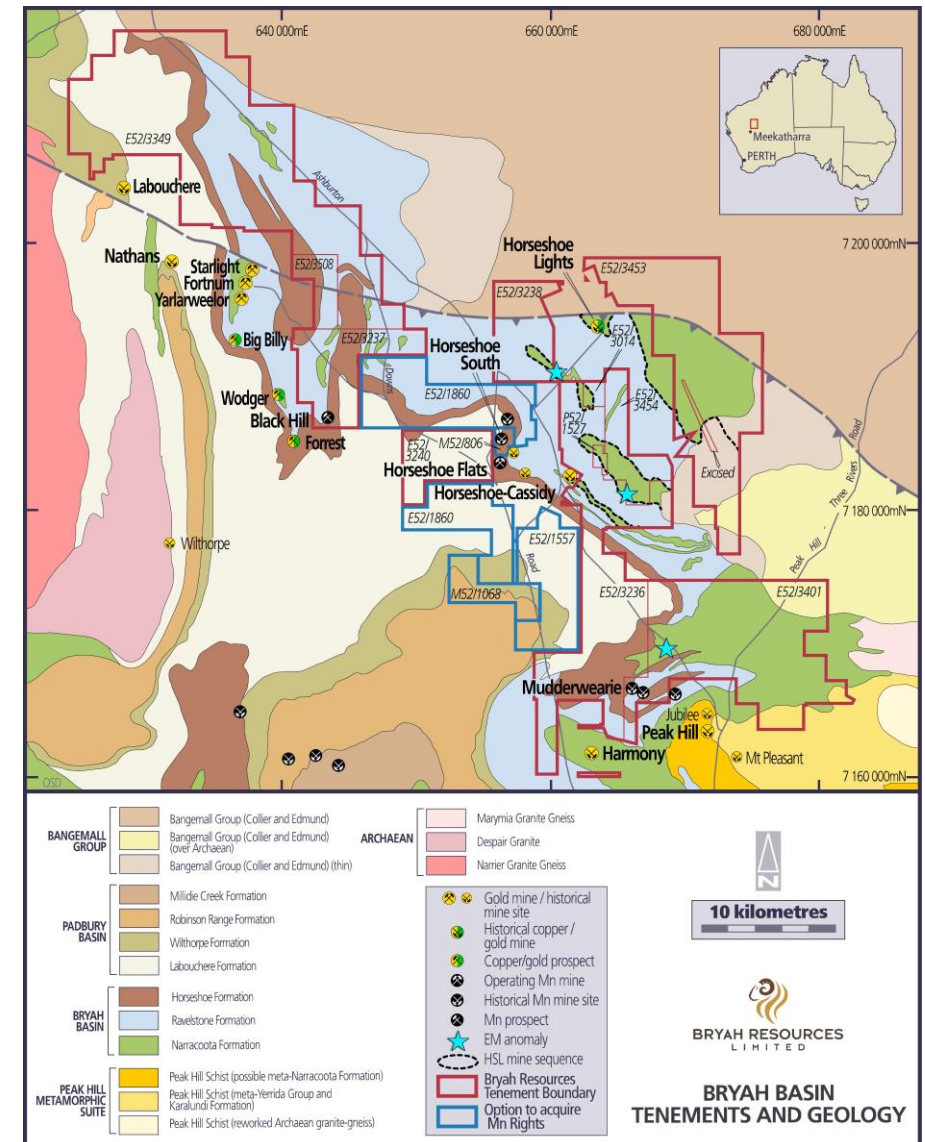 640 000mE
660 000mE
680 000mE
Meekatharra
PERTH
E52/3349
Labouchere
Ashburton
7 200 000mN
Nathans
Starlight
Fortnum
Yarlarweelor
E52/3508
Horseshoe
Lights
E52/3453
E52/3238
E52/
3014
Big Billy
E52/3237
Horseshoe
South
Downs
E52/1860
E52/
3454
Wodger
Black Hill
Forrest
E52/
3240
M52/806
P52/
1527
Horseshoe Flats
Horseshoe-Cassidy
Excised
Road
Rivers
Three
Hill
Peak
E52/1860
7 180 000mN
E52/1557
Road
Wilthorpe
M52/1068
E52/3236
E52/3401
Mudderwearie
Jubilee
Peak Hill
Harmony
Mt Pleasant
OSD
7 160 000mN
BANGEMALL
GROUP
Bangemall Group (Collier and Edmund)
Bangemall Group (Collier and Edmund)
(over Archaean)
Bangemall Group (Collier and Edmund) (thin)
PADBURY
BASIN
Milidie Creek Formation
Robinson Range Formation
Wilthorpe Formation
Labouchere Formation
BRYAH
BASIN
Horseshoe Formation
Ravelstone Formation
Narracoota Formation
PEAK HILL
METAMORPHIC
SUITE
Peak Hill Schist (possible meta-Narracoota Formation)
Peak Hill Schist (meta-Yerrida Group and
Karalundi Formation)
Peak Hill Schist (reworked Archaean granite-gneiss)
ARCHAEAN
Marymia Granite Gneiss
Despair Granite
Narrier Granite Gneiss
Gold mine / historical
mine site
Historical copper /
gold mine
Copper/gold prospect
Operating Mn mine
Historical Mn mine site
Mn prospect
EM anomaly
HSL mine sequence
Bryah Resources
Tenement Boundary
Option to acquire
Mn Rights
N
10 kilometres
BRYAH RESOURCES
LIMITED
BRYAH BASIN
TENEMENTS AND GEOLOGY